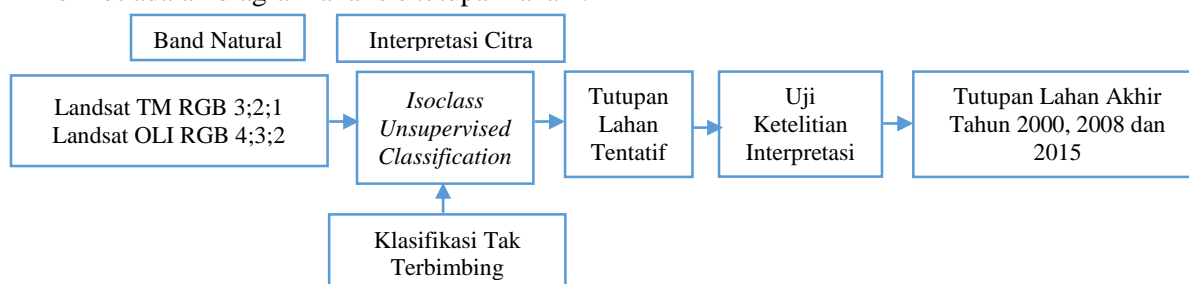 Band Natural
Interpretasi Citra
Landsat TM RGB 3;2;1
Landsat OLI RGB 4;3;2
Isoclass
Unsupervised
Classification
Tutupan
Lahan
Tentatif
Uji
Ketelitian
Interpretasi
Tutupan Lahan Akhir
Tahun 2000, 2008 dan
2015
Klasifikasi Tak
Terbimbing